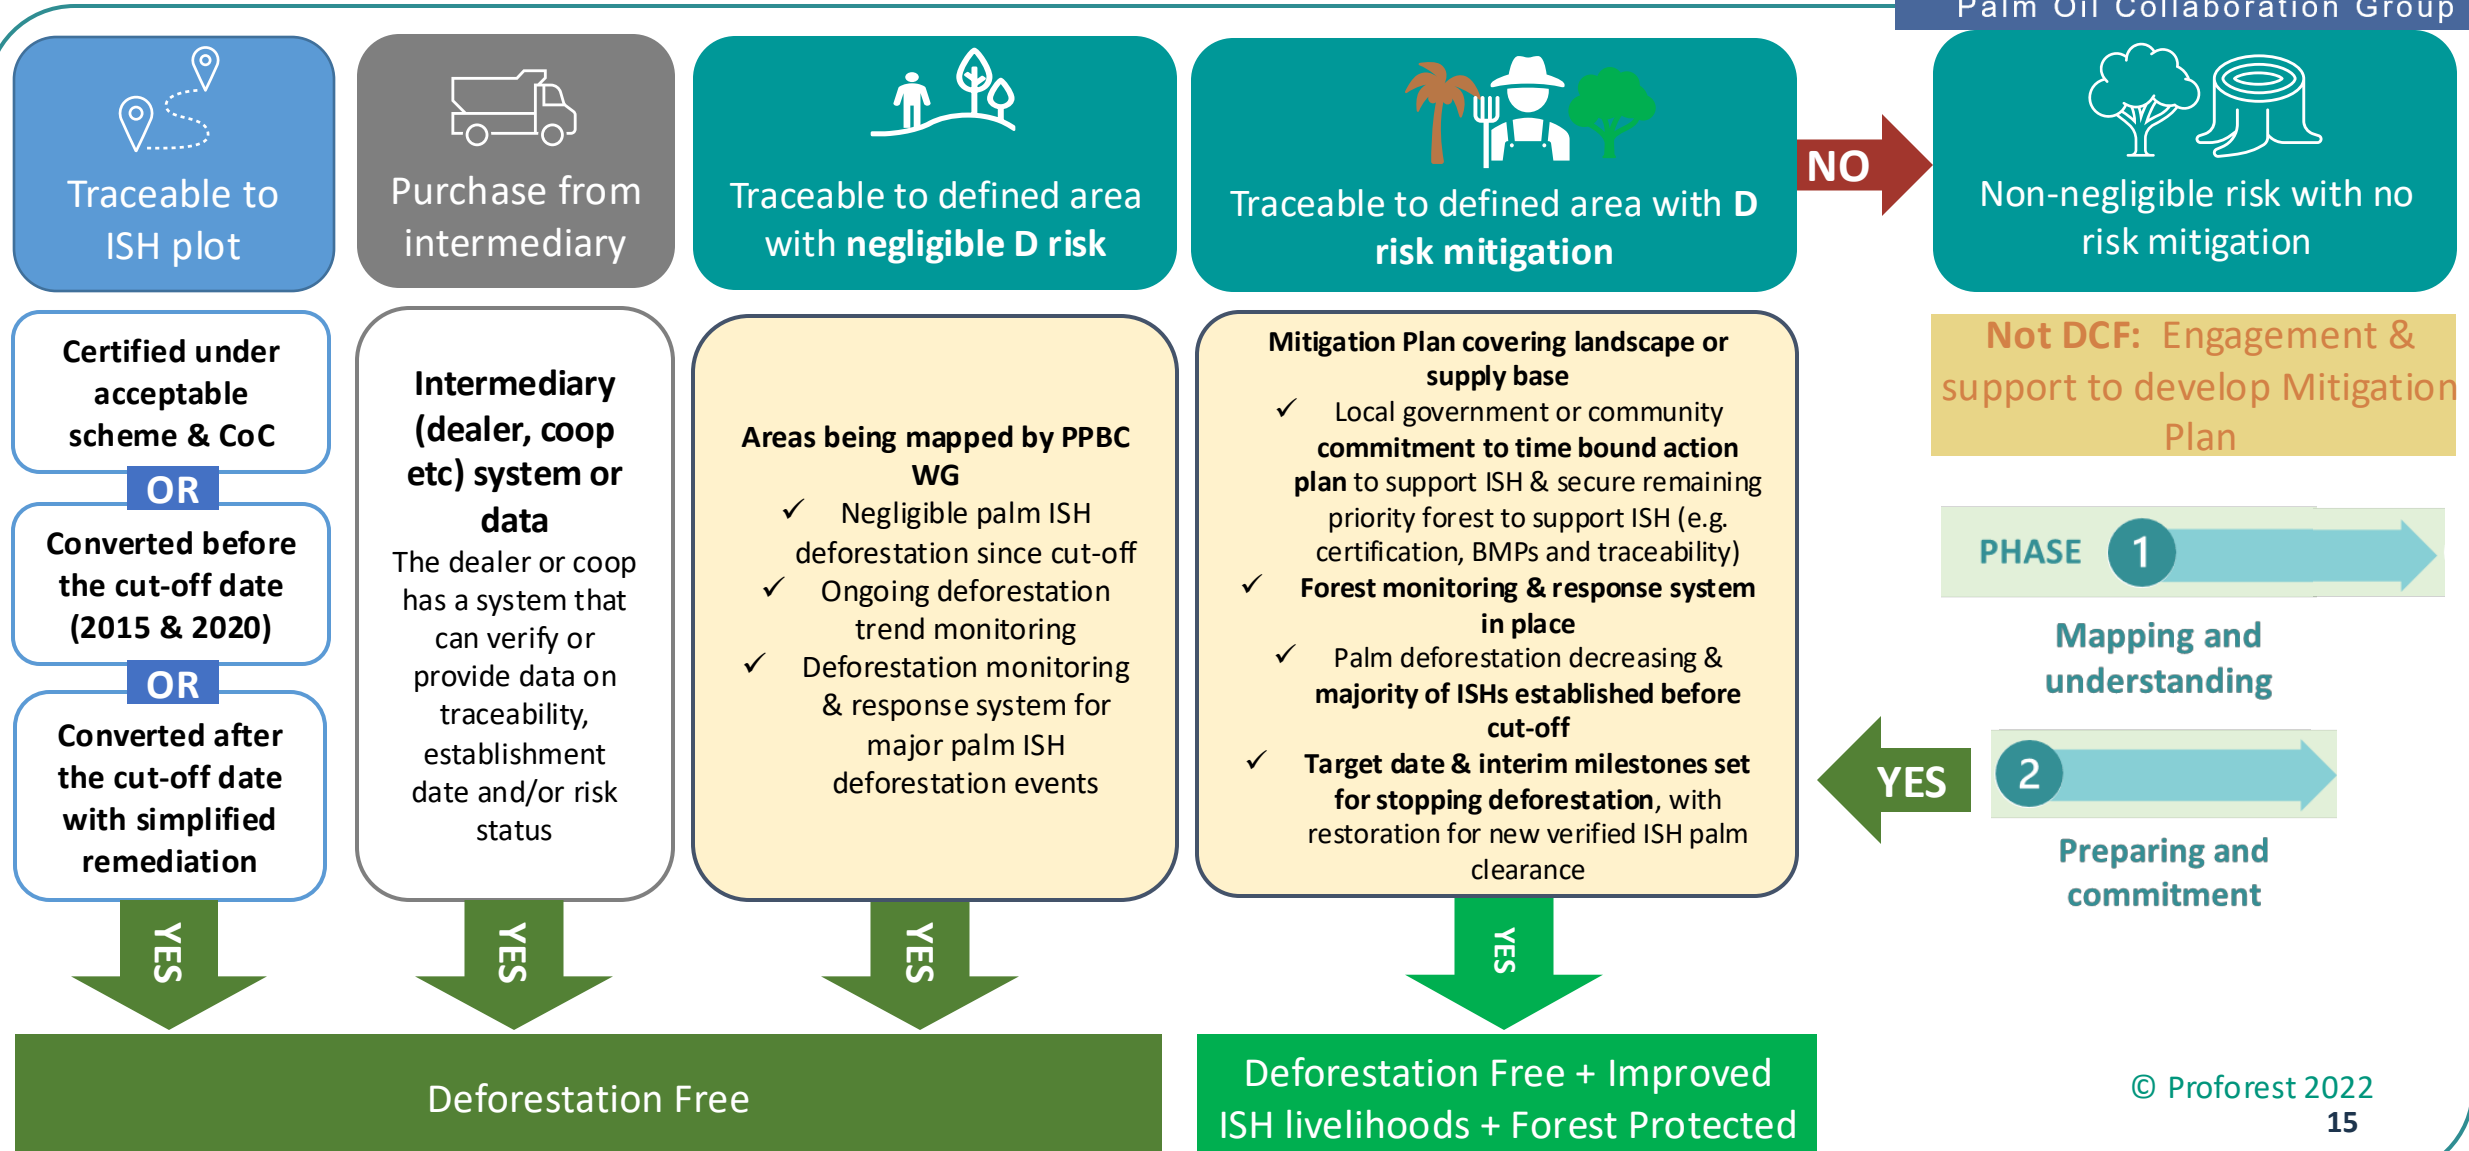 Palm Oil Collaboration Group
Traceable to
ISH plot
Certified under
acceptable
scheme & CoC
OR
Converted before
the cut-off date
(2015 & 2020)
OR
Converted after
the cut-off date
with simplified
remediation
YES
Purchase from
intermediary
Intermediary
(dealer, coop
etc) system or
data
The dealer or coop
has a system that
can verify or
provide data on
traceability,
establishment
date and/or risk
status
YES
Traceable to defined area
with negligible D risk
Areas being mapped by PPBC
WG
✓ Negligible palm ISH
deforestation since cut-off
✓ Ongoing deforestation
trend monitoring
✓ Deforestation monitoring
& response system for
major palm ISH
deforestation events
YES
Deforestation Free
Traceable to defined area with D
risk mitigation
Mitigation Plan covering landscape or
supply base
✓ Local government or community
commitment to time bound action
plan to support ISH & secure remaining
priority forest to support ISH (e.g.
certification, BMPs and traceability)
✓ Forest monitoring & response system
in place
✓ Palm deforestation decreasing &
majority of ISHs established before
cut-off
✓ Target date & interim milestones set
for stopping deforestation, with
restoration for new verified ISH palm
clearance
YES
Deforestation Free + Improved
ISH livelihoods + Forest Protected
NO
Non-negligible risk with no
risk mitigation
Not DCF: Engagement &
support to develop Mitigation
Plan
PHASE 1
Mapping and
understanding
YES
2
Preparing and
commitment
© Proforest 2022
15